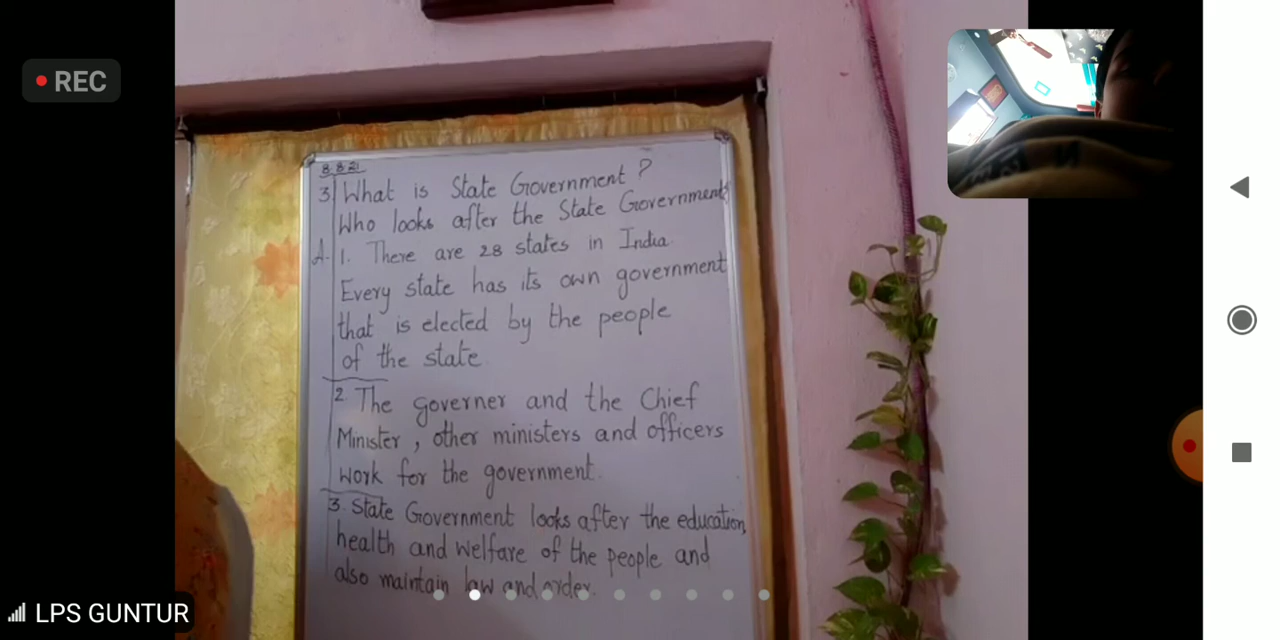 REC
8.8.21
3. What is State Government?
Who looks after the State Government?
A. 1. There are 28 states in India.
Every state has its own government
that is elected by the people
of the state.
2. The governer and the Chief
Minister, other ministers and officers
work for the government.
3. State Government looks after the education,
health and welfare of the people and
also maintain law and order.
LPS GUNTUR